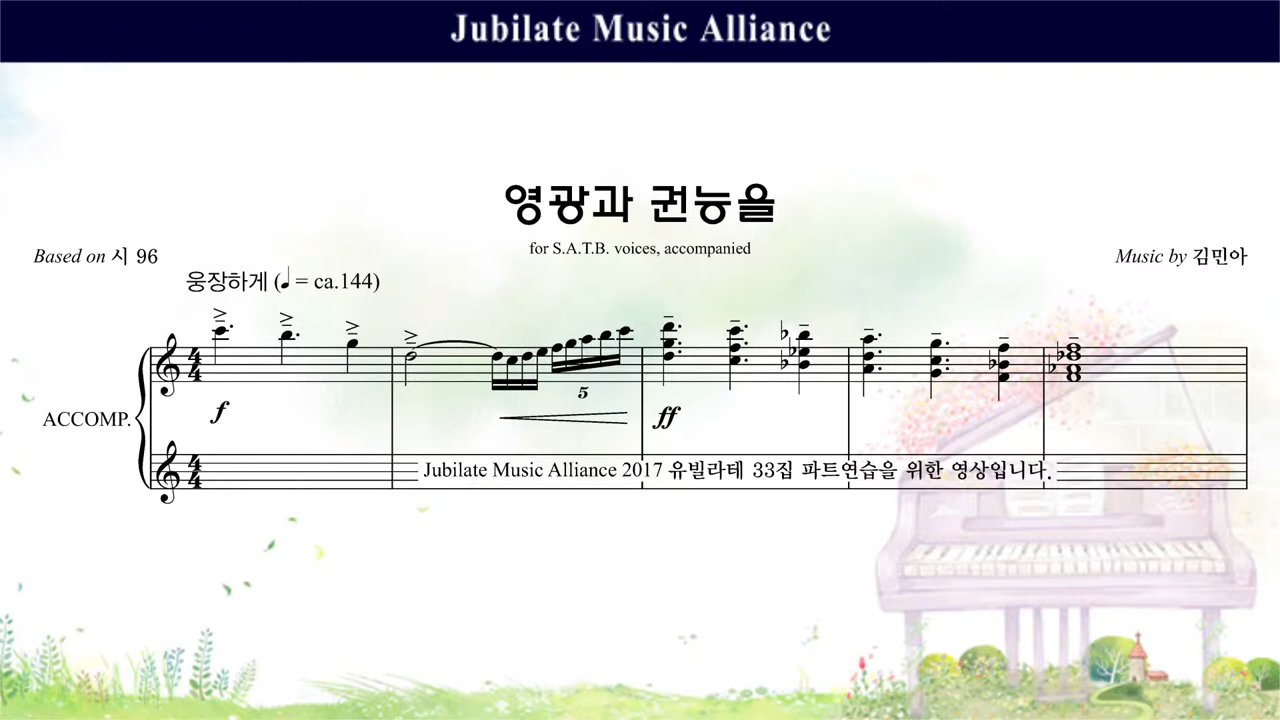 Jubilate Music Alliance
영광과 권능을
for S.A.T.B. voices, accompanied
Based on 시 96
Music by 김민아
웅장하게 (♩ = ca.144)
5
f
ff
ACCOMP.
Jubilate Music Alliance 2017 유빌라테 33집 파트연습을 위한 영상입니다.